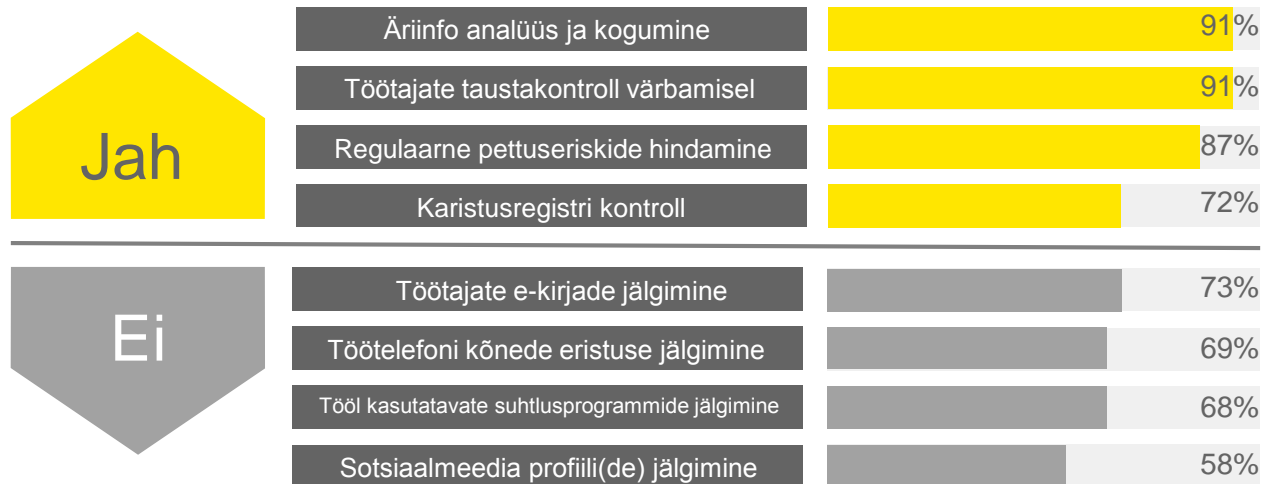 Jah
Äriinfo analüüs ja kogumine 91%
Töötajate taustakontroll värbamisel 91%
Regulaarne pettuseriskide hindamine 87%
Karistusregistri kontroll 72%
Ei
Töötajate e-kirjade jälgimine 73%
Töötelefoni kõnede eristuse jälgimine 69%
Tööl kasutatavate suhtlusprogrammide jälgimine 68%
Sotsiaalmeedia profiili(de) jälgimine 58%